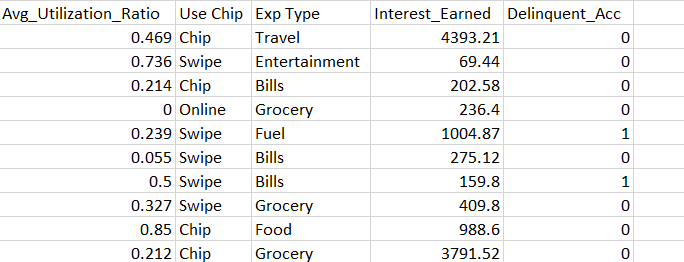 Avg_Utilization_Ratio Use Chip Exp Type Interest_Earned Delinquent_Acc
0.469 Chip Travel 4393.21 0
0.736 Swipe Entertainment 69.44 0
0.214 Chip Bills 202.58 0
0 Online Grocery 236.4 0
0.239 Swipe Fuel 1004.87 1
0.055 Swipe Bills 275.12 0
0.5 Swipe Bills 159.8 1
0.327 Swipe Grocery 409.8 0
0.85 Chip Food 988.6 0
0.212 Chip Grocery 3791.52 0